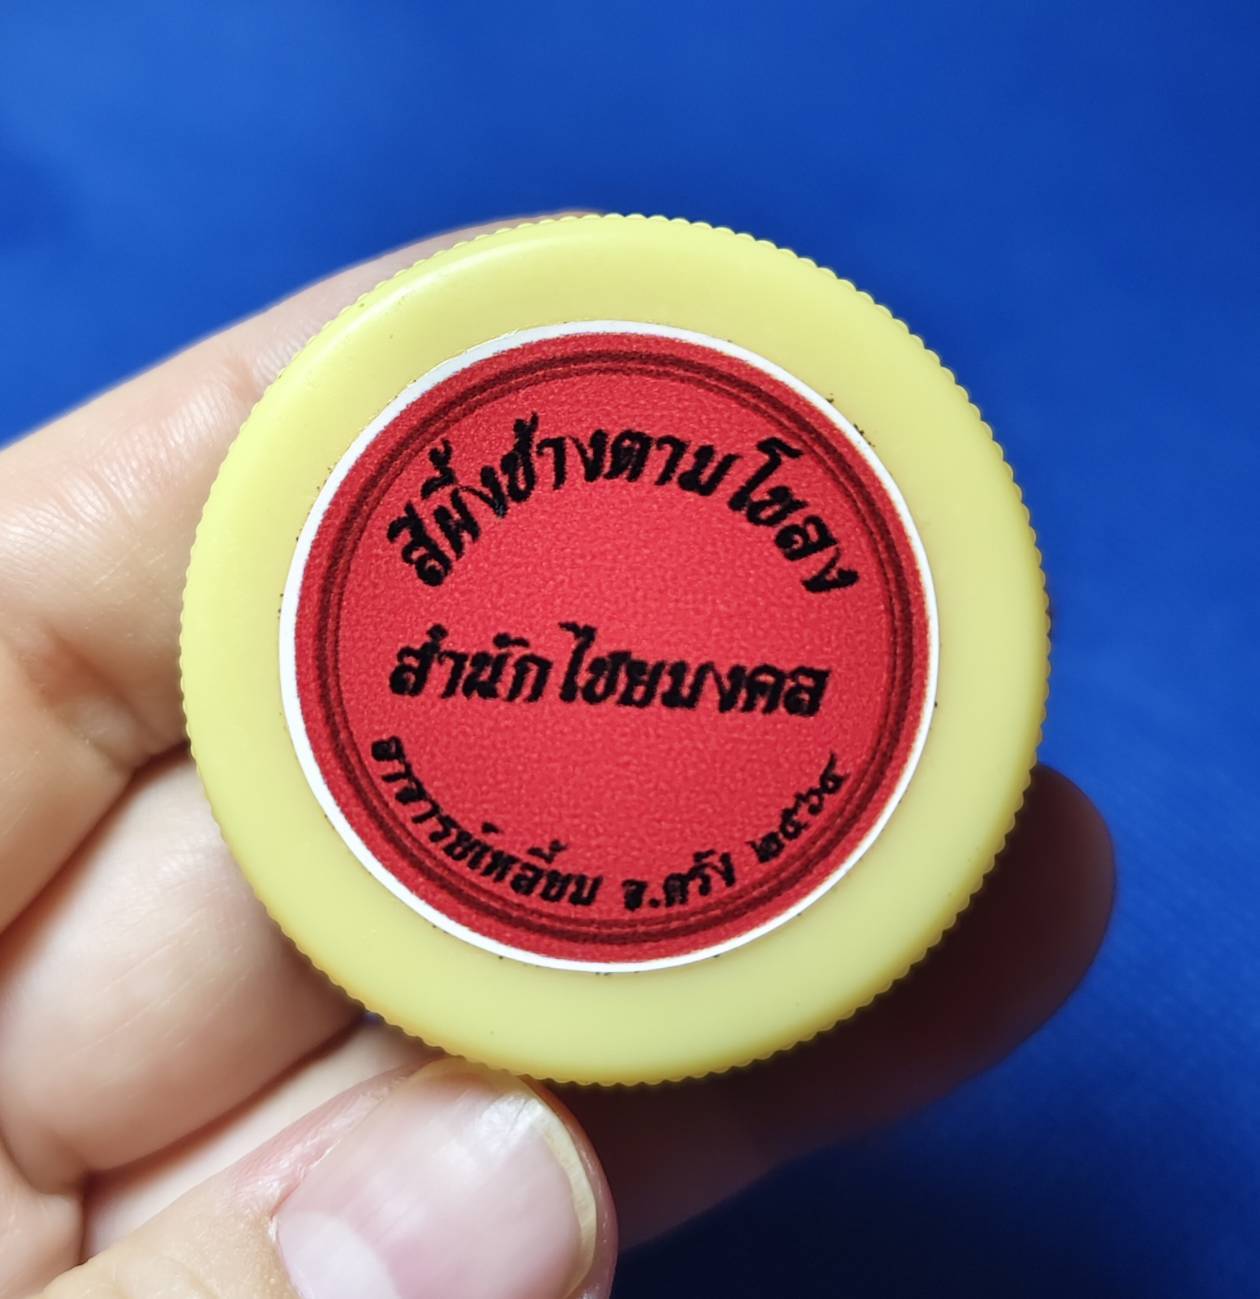 สีผึ้งช้างตามโขลง
สำนักไชยมงคล
อาจารย์เหลี้ยม จ.ตรัง ๒๕๖๔